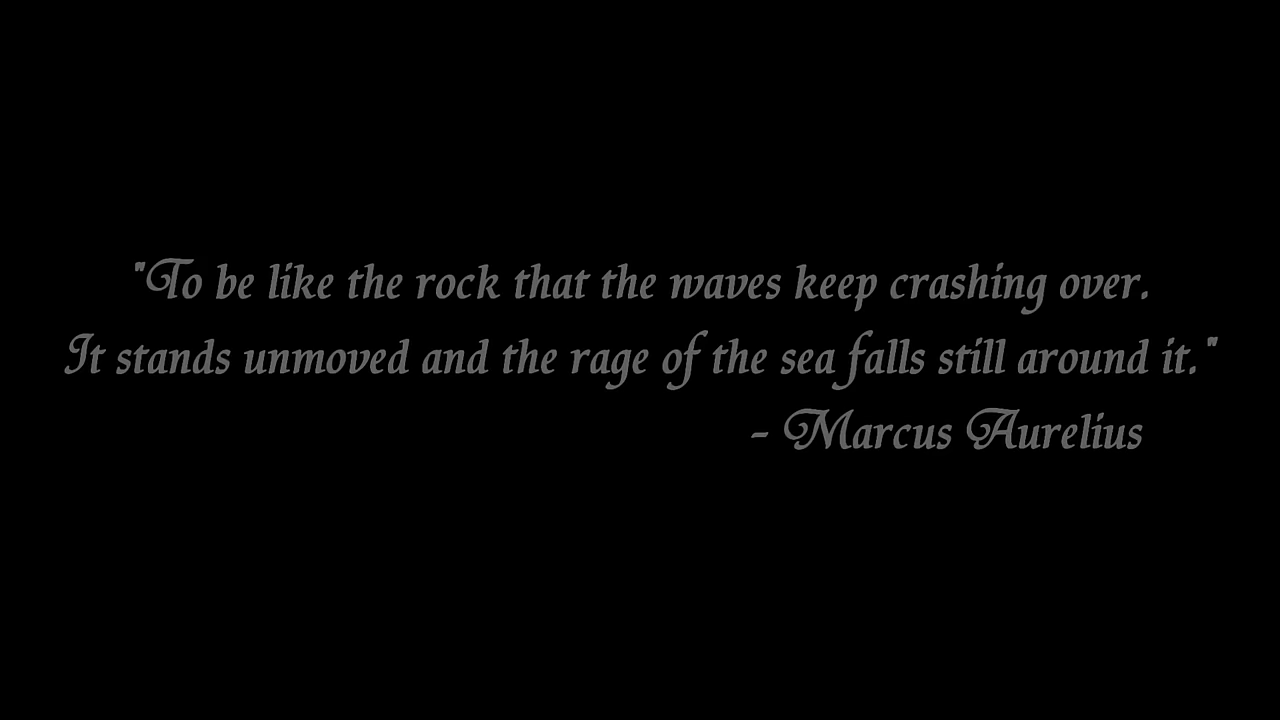 "To be like the rock that the waves keep crashing over.
It stands unmoved and the rage of the sea falls still around it."
- Marcus Aurelius